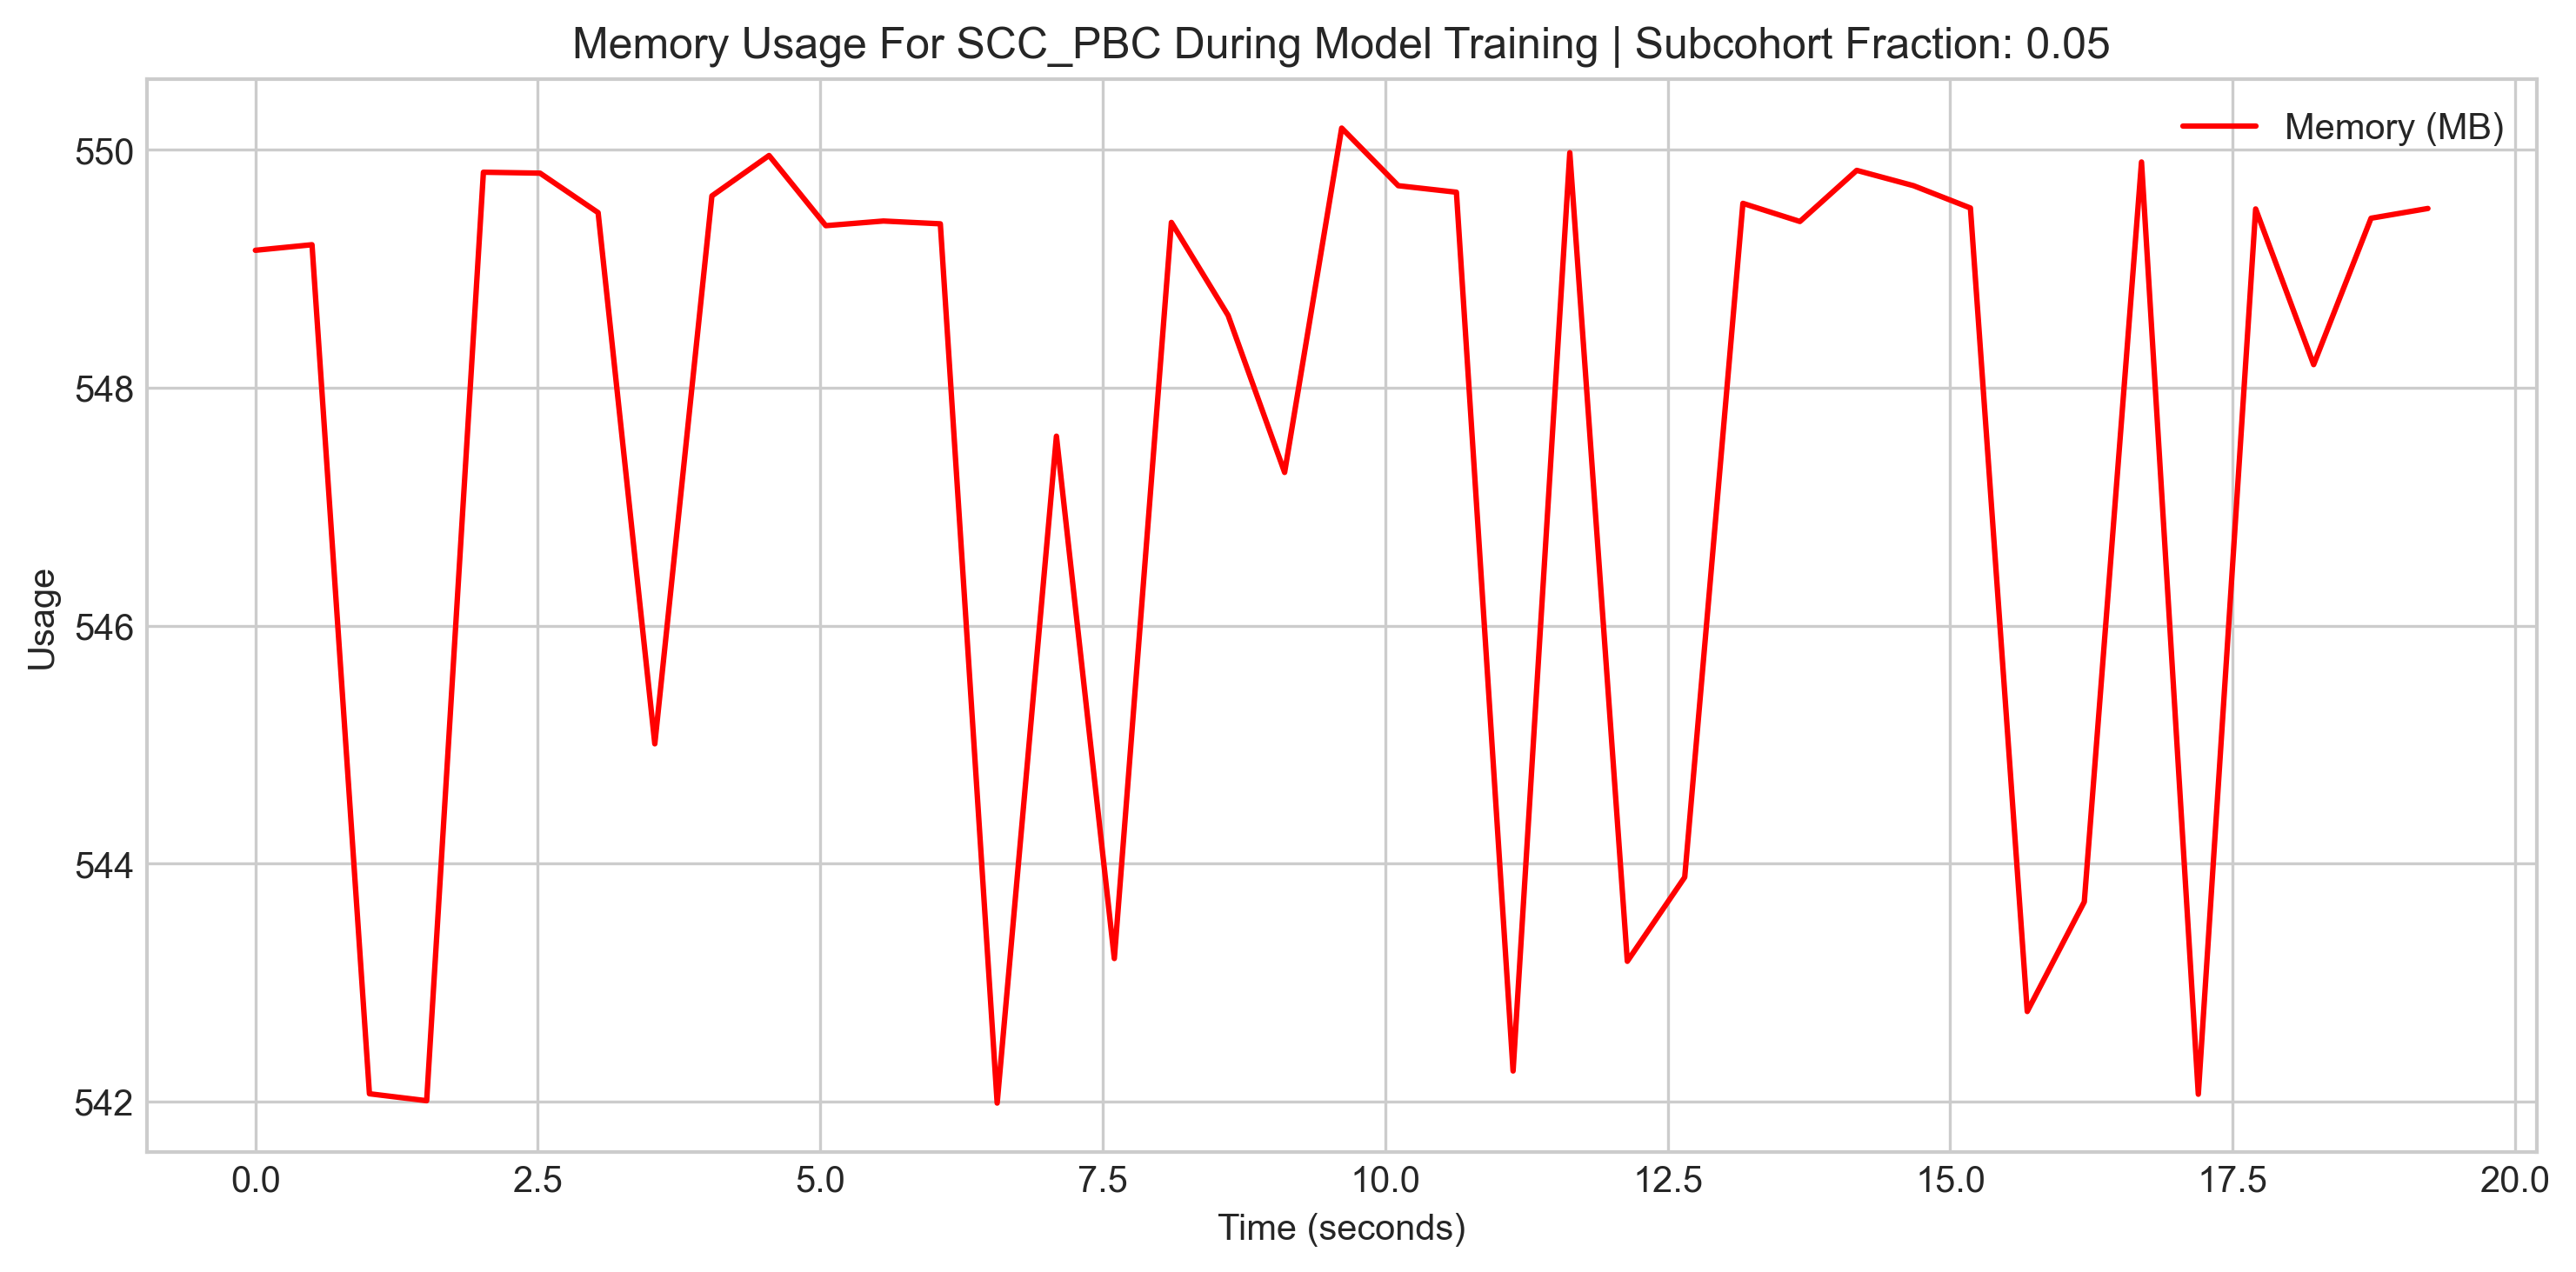 Memory Usage For SCC_PBC During Model Training | Subcohort Fraction: 0.05
Memory (MB)
550
548
546
544
542
Usage
0.0 2.5 5.0 7.5 10.0 12.5 15.0 17.5 20.0
Time (seconds)